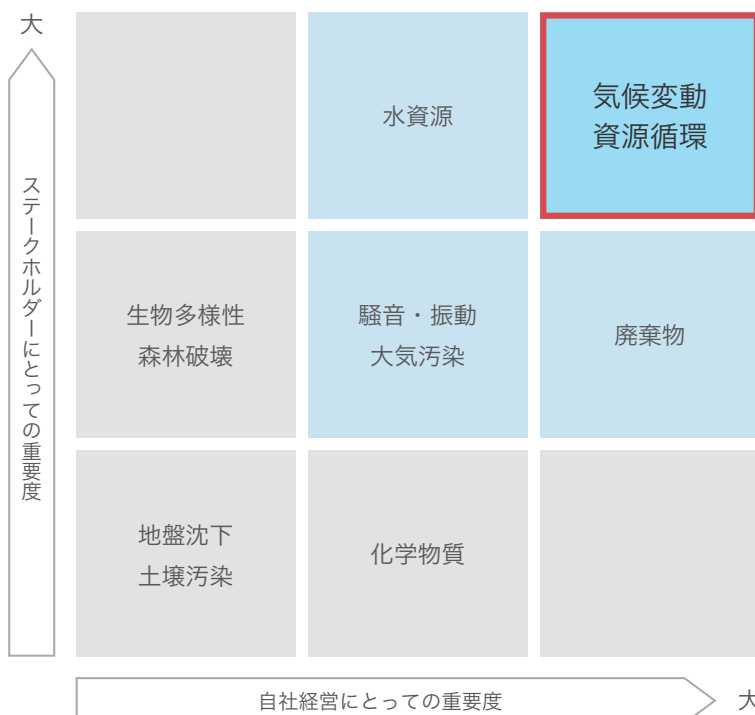 大
ステークホルダーにとっての重要度
水資源
気候変動
資源循環
生物多様性
森林破壊
騒音・振動
大気汚染
廃棄物
地盤沈下
土壌汚染
化学物質
自社経営にとっての重要度
大